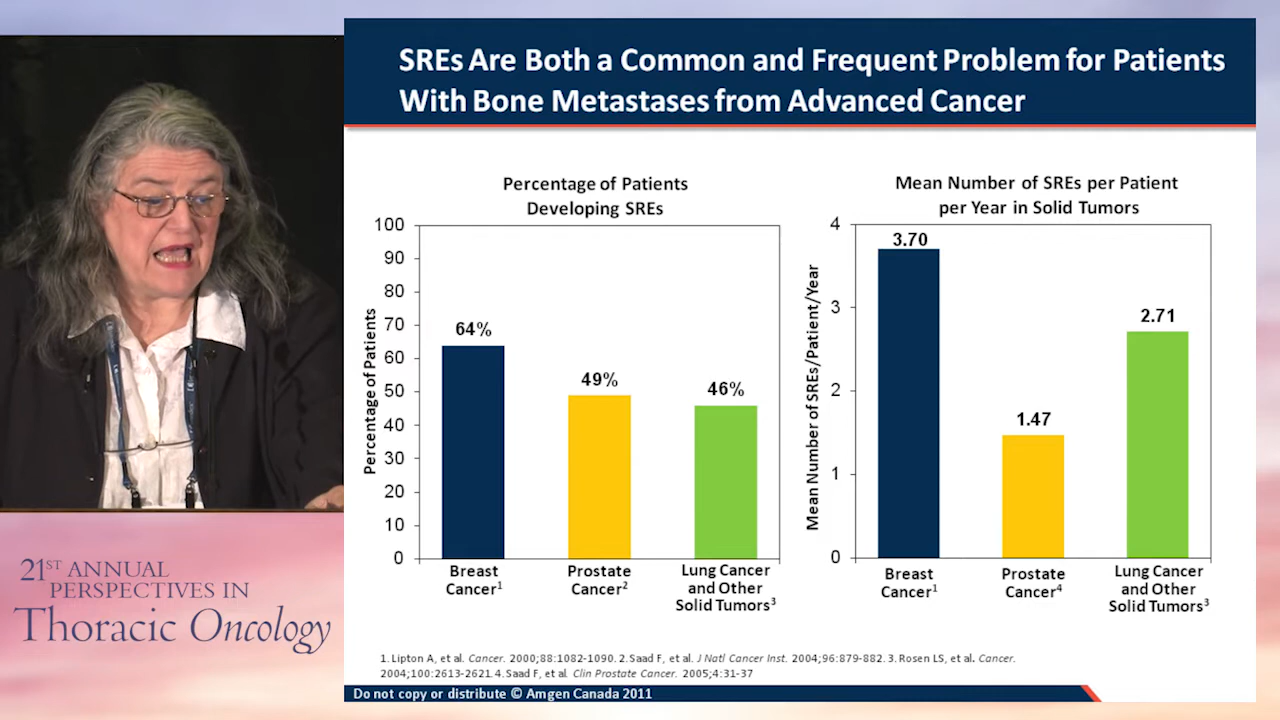 SREs Are Both a Common and Frequent Problem for Patients
With Bone Metastases from Advanced Cancer
Percentage of Patients
Developing SREs
Percentage of Patients
100
90
80
70
60
50
40
30
20
10
0
64%
49%
46%
Breast
Cancer1
Prostate
Cancer2
Lung Cancer
and Other
Solid Tumors3
Mean Number of SREs per Patient
per Year in Solid Tumors
Mean Number of SREs/Patient/Year
4
3
2
1
0
3.70
1.47
2.71
Breast
Cancer1
Prostate
Cancer4
Lung Cancer
and Other
Solid Tumors3
1. Lipton A, et al. Cancer. 2000;88:1082-1090. 2. Saad F, et al. J Natl Cancer Inst. 2004;96:879-882. 3. Rosen LS, et al. Cancer.
2004;100:2613-2621. 4. Saad F, et al. Clin Prostate Cancer. 2005;4:31-37
Do not copy or distribute © Amgen Canada 2011
21ST ANNUAL
PERSPECTIVES IN
Thoracic Oncology